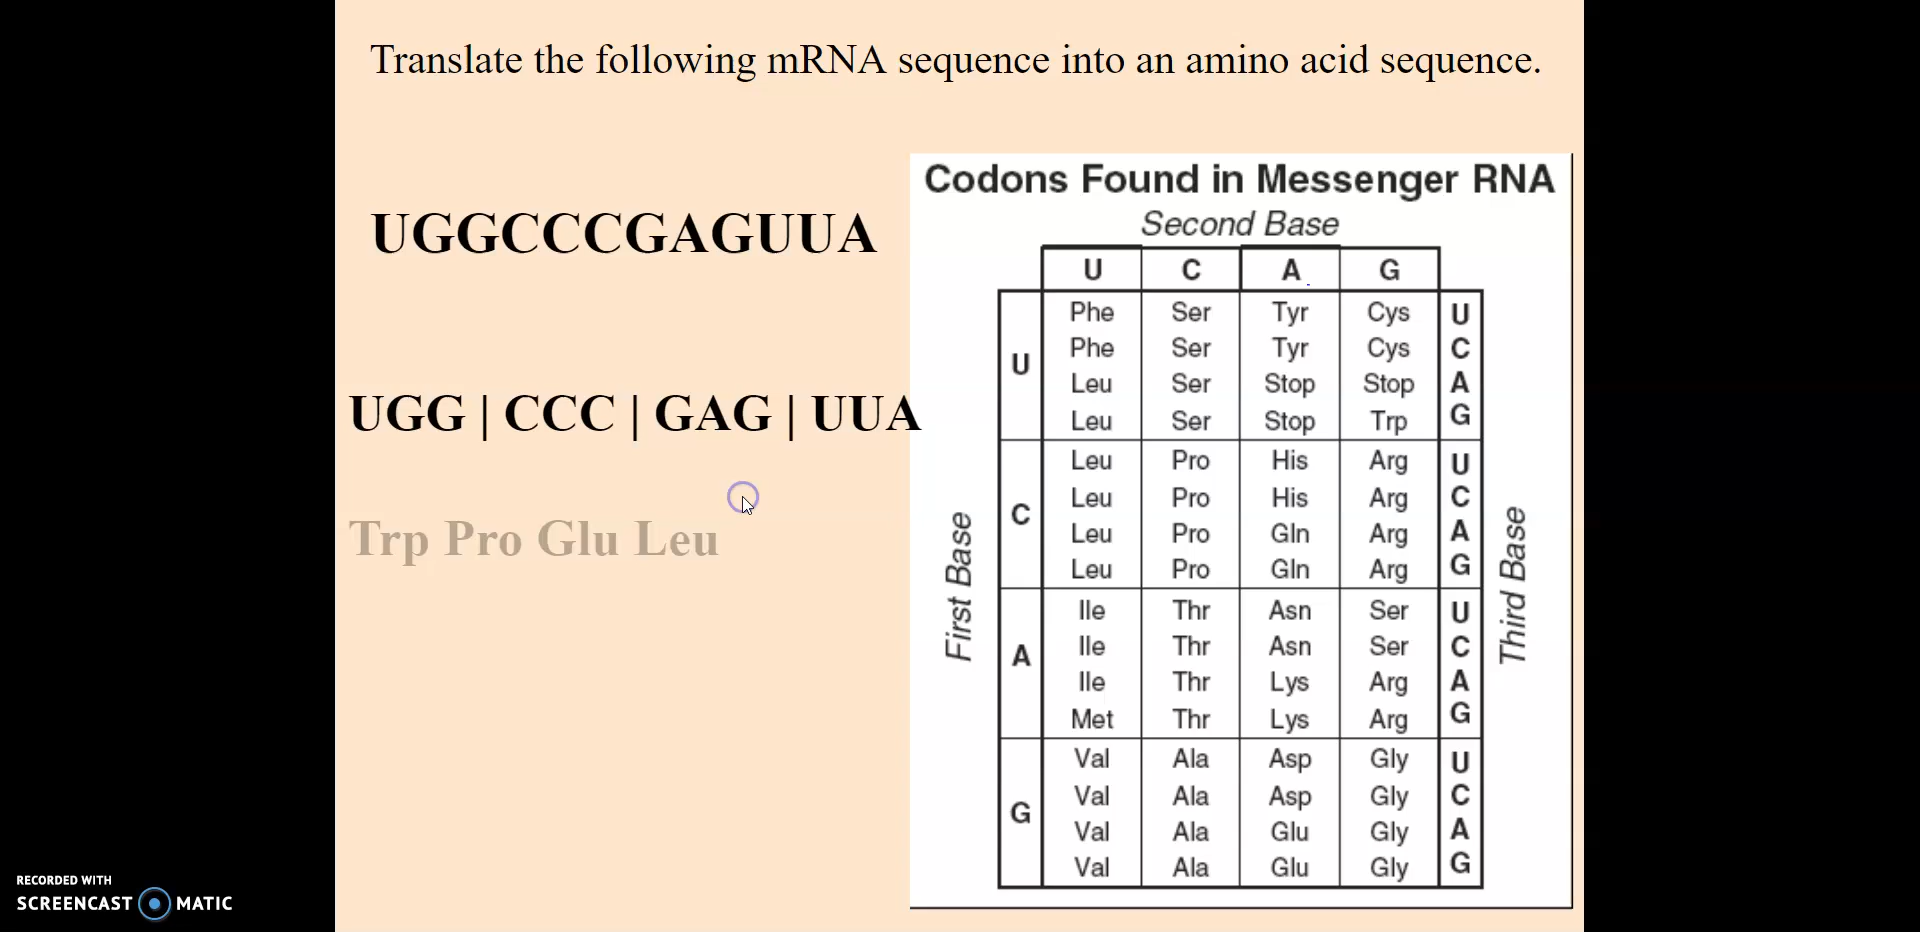 Translate the following mRNA sequence into an amino acid sequence.
UGGCCCGAGUUA
UGG | CCC | GAG | UUA
Trp Pro Glu Leu
Codons Found in Messenger RNA
Second Base
U C A G
First Base
Third Base
U
Phe Ser Tyr Cys U
Phe Ser Tyr Cys C
Leu Ser Stop Stop A
Leu Ser Stop Trp G
C
Leu Pro His Arg U
Leu Pro His Arg C
Leu Pro Gln Arg A
Leu Pro Gln Arg G
A
Ile Thr Asn Ser U
Ile Thr Asn Ser C
Ile Thr Lys Arg A
Met Thr Lys Arg G
G
Val Ala Asp Gly U
Val Ala Asp Gly C
Val Ala Glu Gly A
Val Ala Glu Gly G
RECORDED WITH
SCREENCAST MATIC